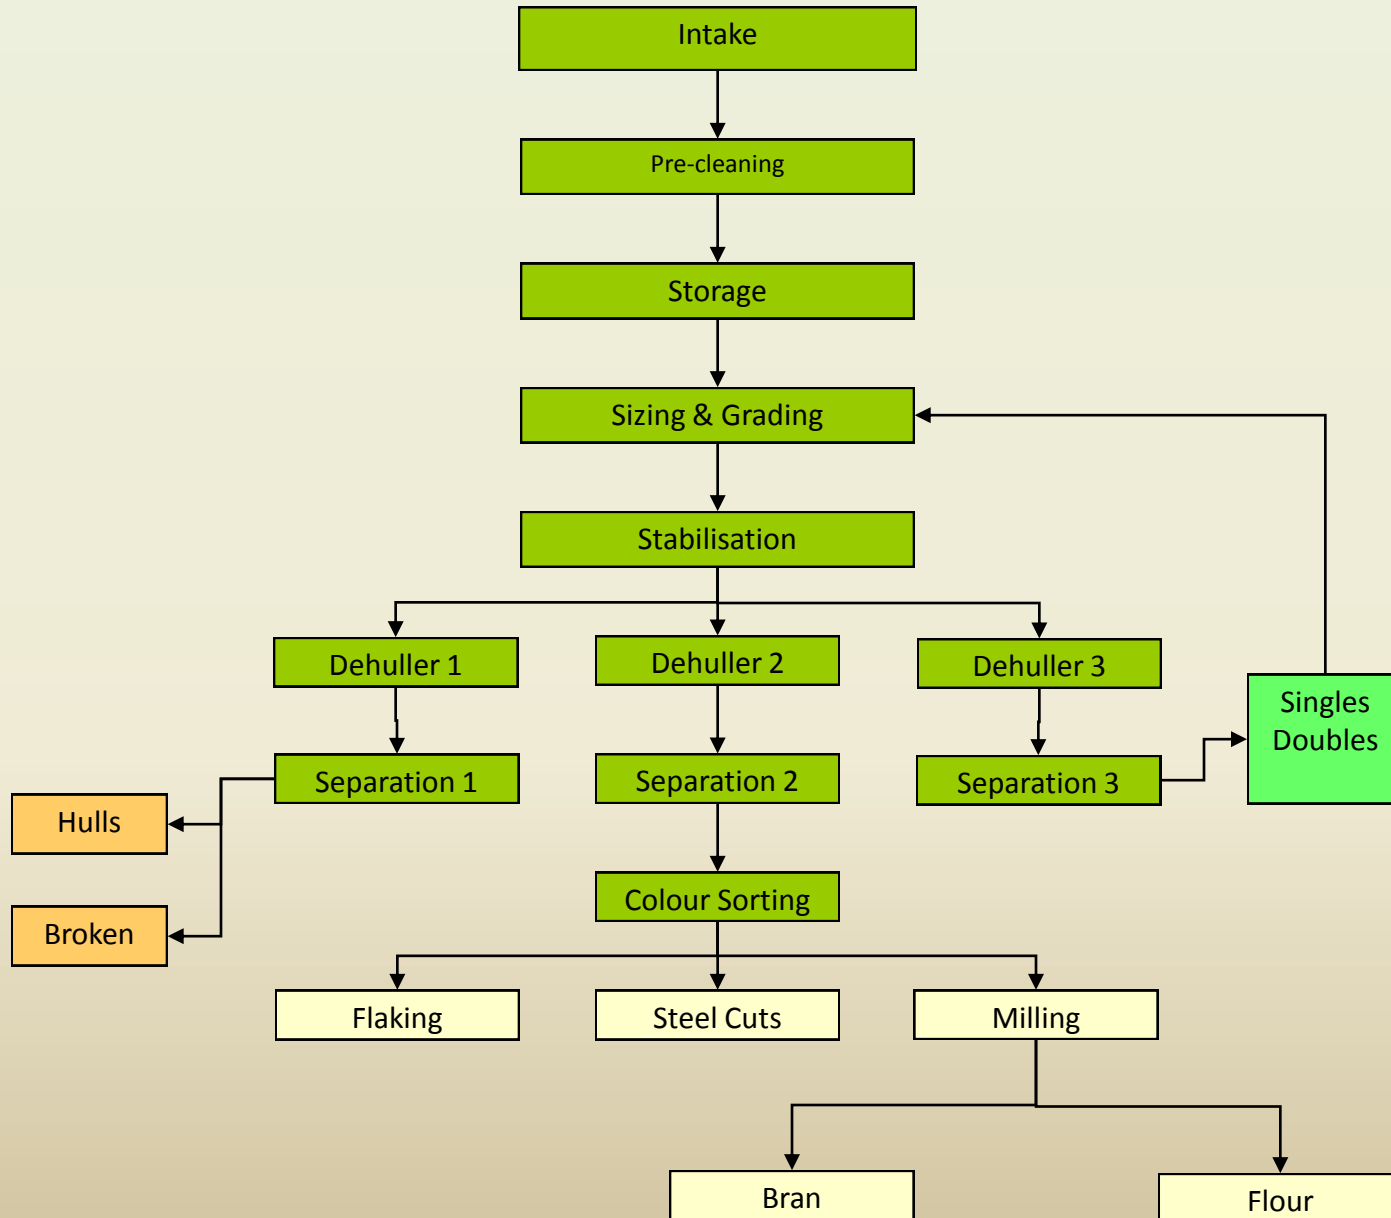 Intake
Pre-cleaning
Storage
Sizing & Grading
Stabilisation
Dehuller 1
Dehuller 2
Dehuller 3
Singles
Doubles
Separation 1
Separation 2
Separation 3
Hulls
Broken
Colour Sorting
Flaking
Steel Cuts
Milling
Bran
Flour